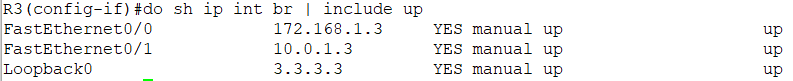 R3(config-if)#do sh ip int br | include up
FastEthernet0/0 172.168.1.3 YES manual up up
FastEthernet0/1 10.0.1.3 YES manual up up
Loopback0 3.3.3.3 YES manual up up